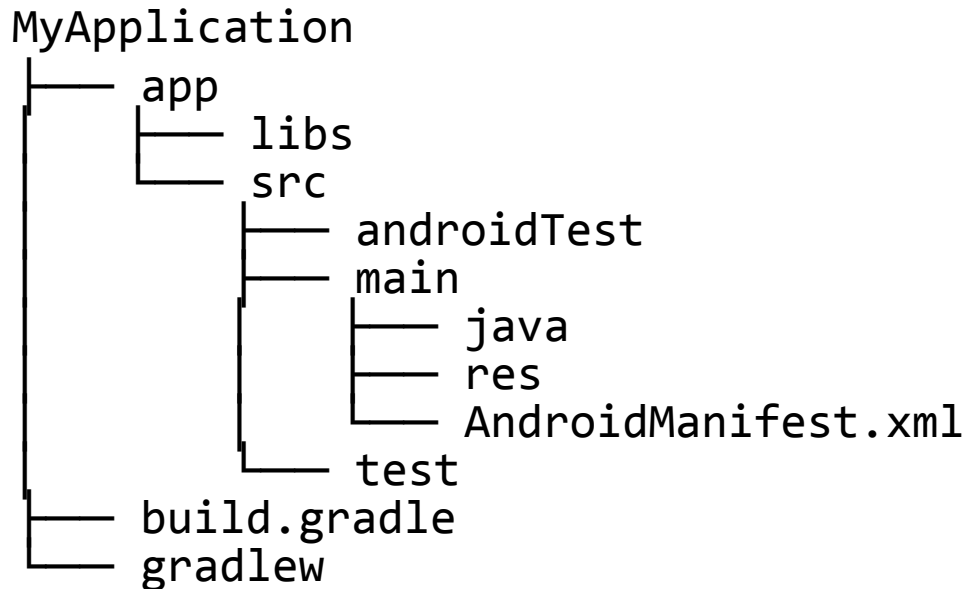 MyApplication
app
libs
src
androidTest
main
java
res
AndroidManifest.xml
test
build.gradle
gradlew